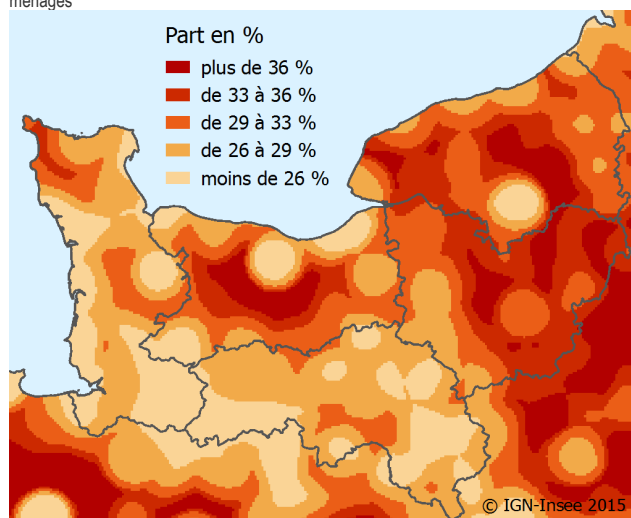 ménages
Part en %
plus de 36 %
de 33 à 36 %
de 29 à 33 %
de 26 à 29 %
moins de 26 %
© IGN-Insee 2015